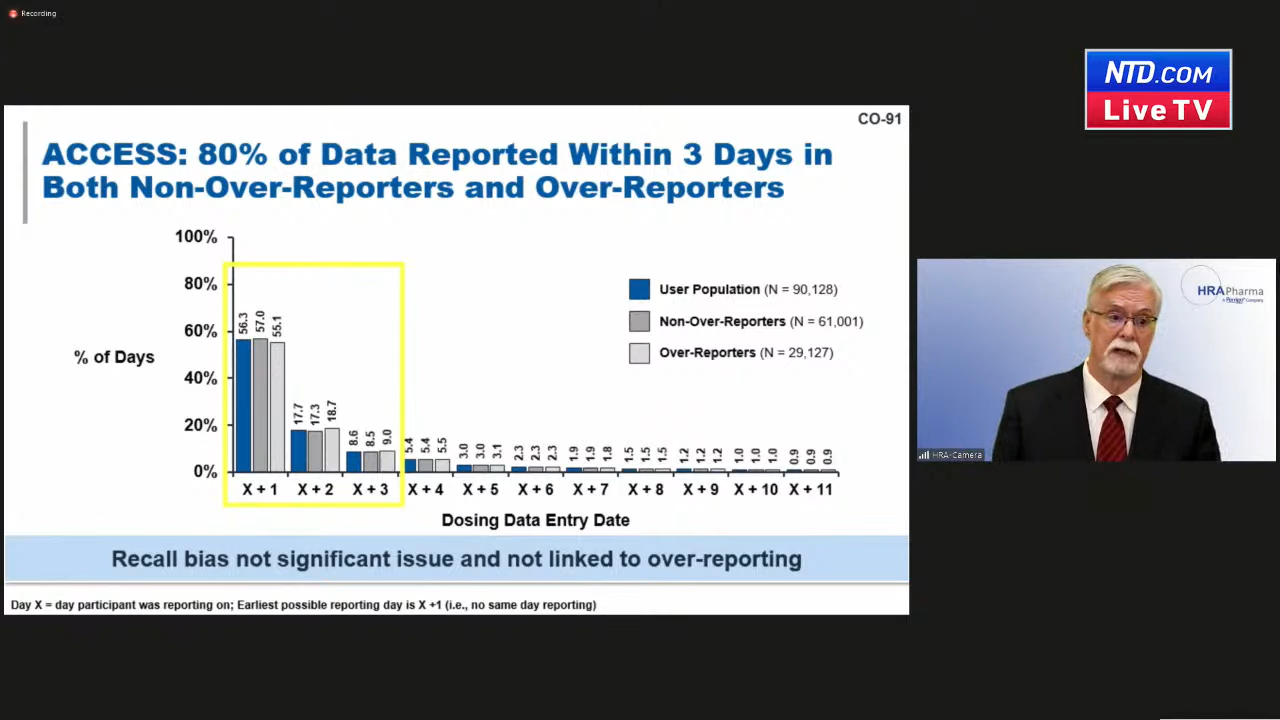 Recording
NTD.COM
Live TV
CO-91
ACCESS: 80% of Data Reported Within 3 Days in
Both Non-Over-Reporters and Over-Reporters
100%
80%
60%
40%
20%
0%
% of Days
56.3 57.0 55.1
17.7 17.3 18.7
8.6 8.5 9.0
5.4 5.4 5.5
3.0 3.0 3.1
2.3 2.3 2.3
1.9 1.9 1.8
1.5 1.5 1.5
1.2 1.2 1.2
1.0 1.0 1.0
0.9 0.9 0.9
User Population (N = 90,128)
Non-Over-Reporters (N = 61,001)
Over-Reporters (N = 29,127)
X + 1 X + 2 X + 3 X + 4 X + 5 X + 6 X + 7 X + 8 X + 9 X + 10 X + 11
Dosing Data Entry Date
Recall bias not significant issue and not linked to over-reporting
Day X = day participant was reporting on; Earliest possible reporting day is X +1 (i.e., no same day reporting)
HRA Pharma
A Perrigo Company
HRA-Camera